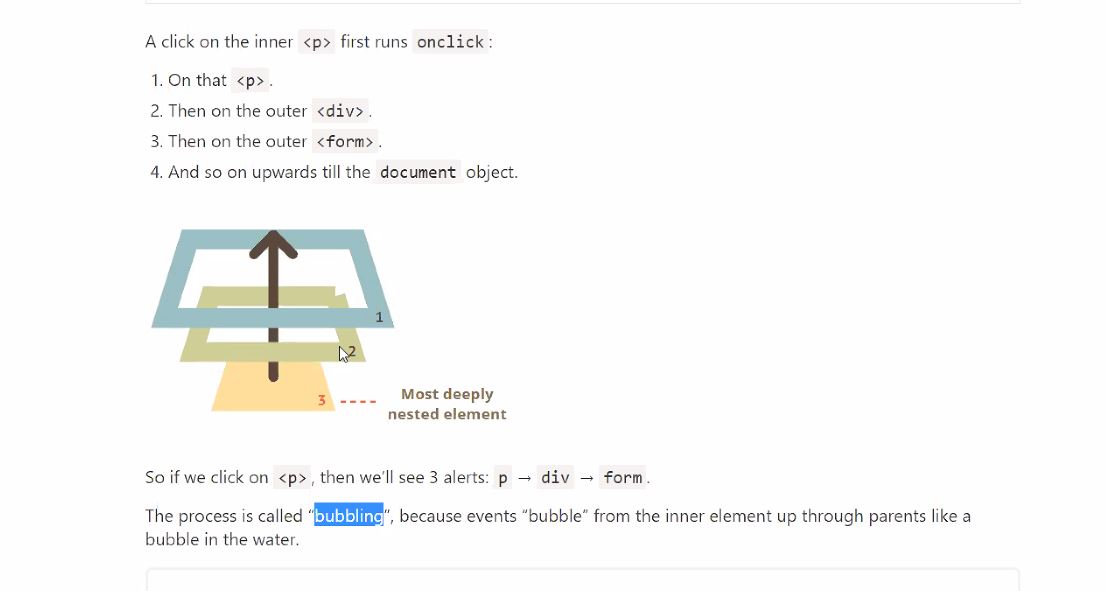 A click on the inner <p> first runs onclick:
1. On that <p>.
2. Then on the outer <div>.
3. Then on the outer <form>.
4. And so on upwards till the document object.
1
2
3 ---- Most deeply
nested element
So if we click on <p>, then we’ll see 3 alerts: p → div → form.
The process is called “bubbling”, because events “bubble” from the inner element up through parents like a
bubble in the water.